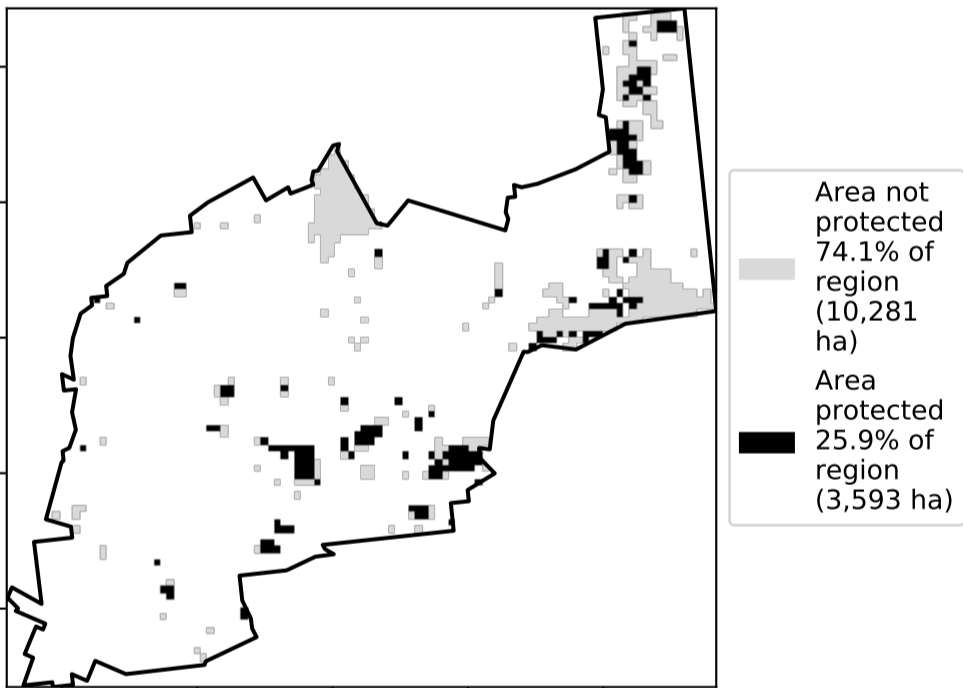 Area not
protected
74.1% of
region
(10,281
ha)
Area
protected
25.9% of
region
(3,593 ha)